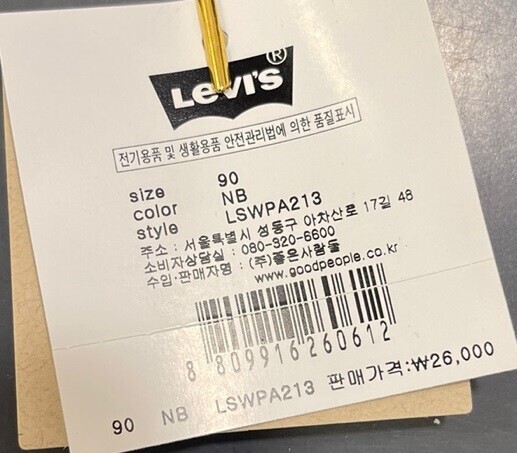 Levi's®
전기용품 및 생활용품 안전관리법에 의한 품질표시
size 90
color NB
style LSWPA213
주소 : 서울특별시 성동구 아차산로 17길 48
소비자상담실 : 080-320-6600
수입·판매자명 : (주)좋은사람들
www.goodpeople.co.kr
8 809916 260612
90 NB LSWPA213 판매가격:₩26,000